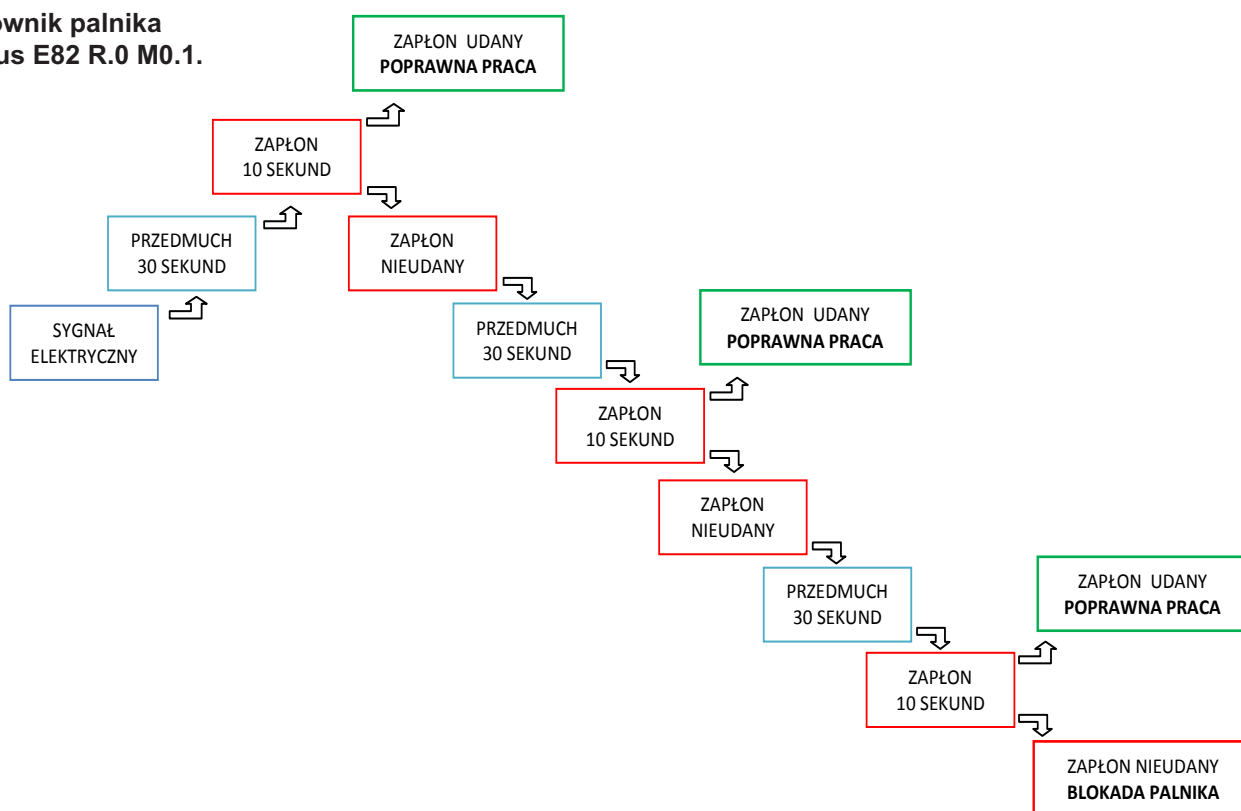 palnika
E82 R.0 M0.1.
ZAPŁON UDANY
POPRAWNA PRACA
ZAPŁON
10 SEKUND
PRZEDMUCH
30 SEKUND
ZAPŁON
NIEUDANY
SYGNAŁ
ELEKTRYCZNY
PRZEDMUCH
30 SEKUND
ZAPŁON UDANY
POPRAWNA PRACA
ZAPŁON
10 SEKUND
ZAPŁON
NIEUDANY
PRZEDMUCH
30 SEKUND
ZAPŁON UDANY
POPRAWNA PRACA
ZAPŁON
10 SEKUND
ZAPŁON NIEUDANY
BLOKADA PALNIKA